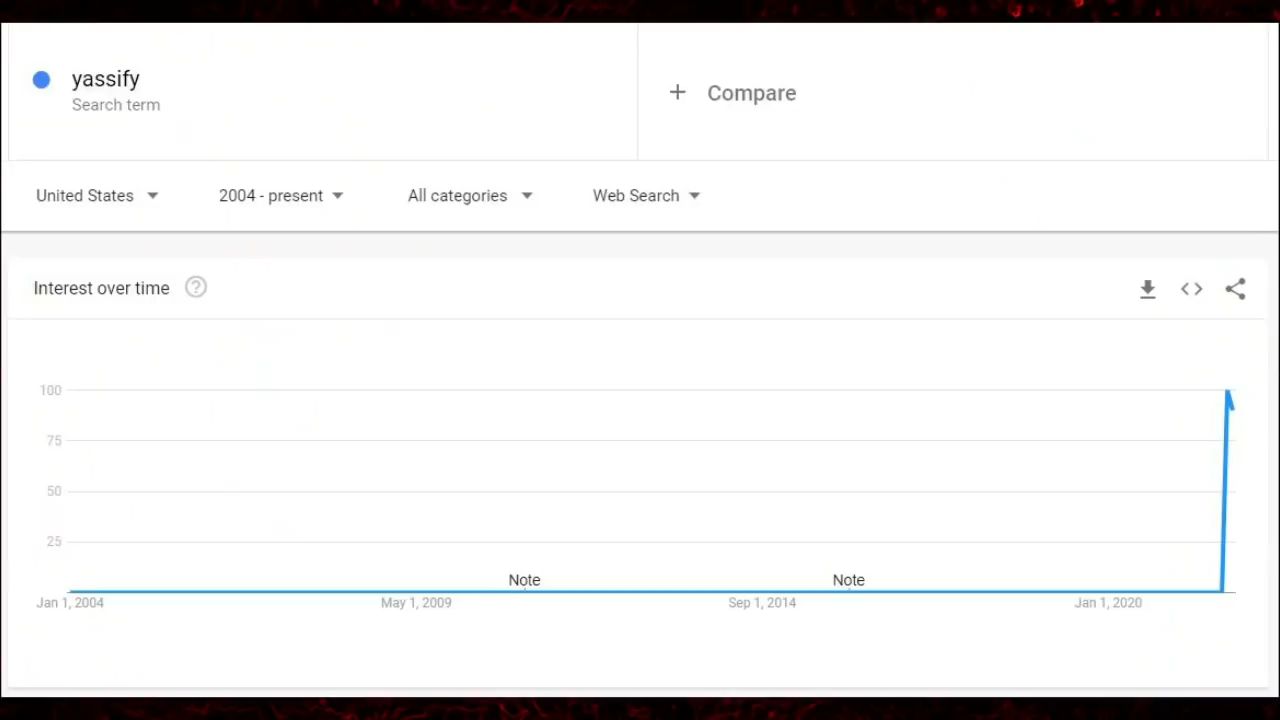 yassify
Search term
+ Compare
United States
2004 - present
All categories
Web Search
Interest over time ?
100
75
50
25
Note
Note
Jan 1, 2004
May 1, 2009
Sep 1, 2014
Jan 1, 2020